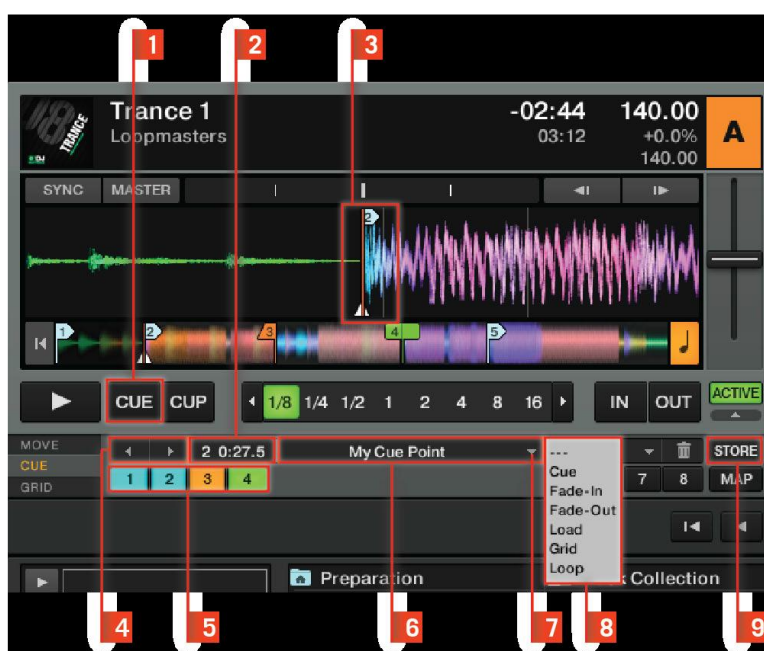 1 2 3
TRANCE
Trance 1
Loopmasters
-02:44
03:12
140.00
+0.0%
140.00
A
SYNC MASTER
2
1 2 3 4 5
CUE CUP
1/8 1/4 1/2 1 2 4 8 16
IN OUT
ACTIVE
MOVE
CUE
GRID
2 0:27.5
My Cue Point
STORE
1 2 3 4
7 8 MAP
---
Cue
Fade-In
Fade-Out
Load
Grid
Loop
Preparation
k Collection
4 5 6 7 8 9